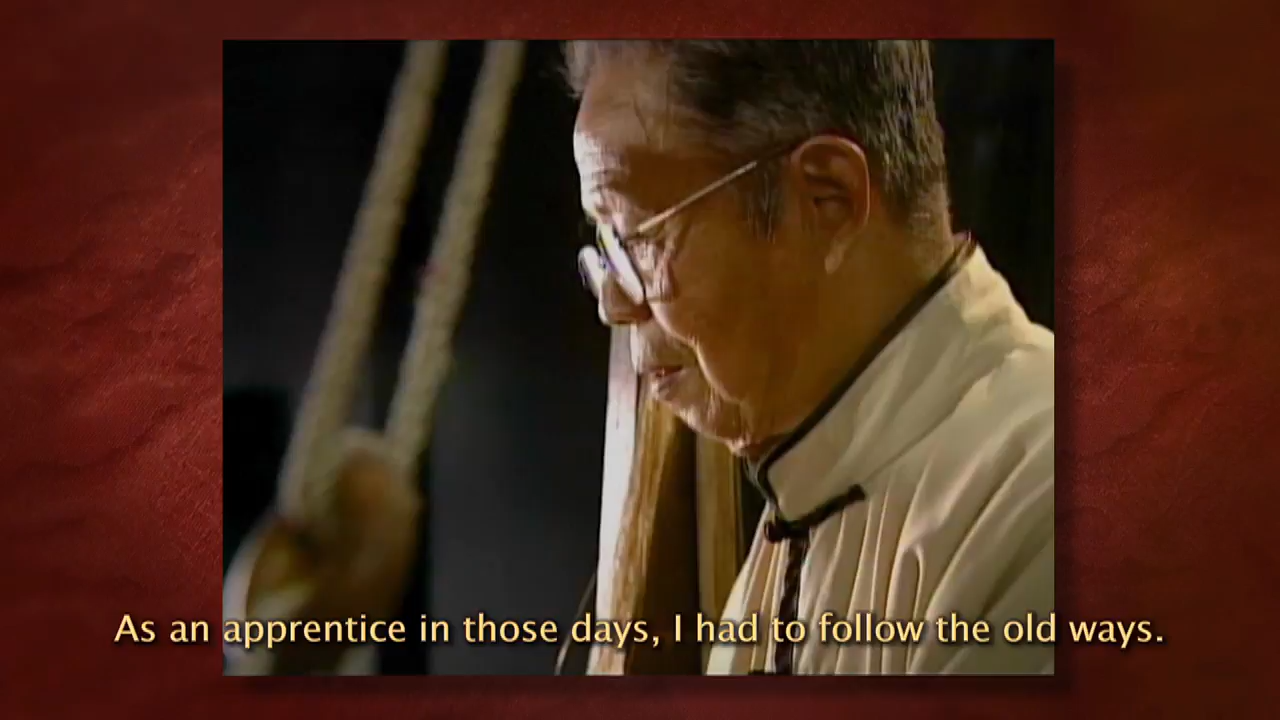 As an apprentice in those days, I had to follow the old ways.